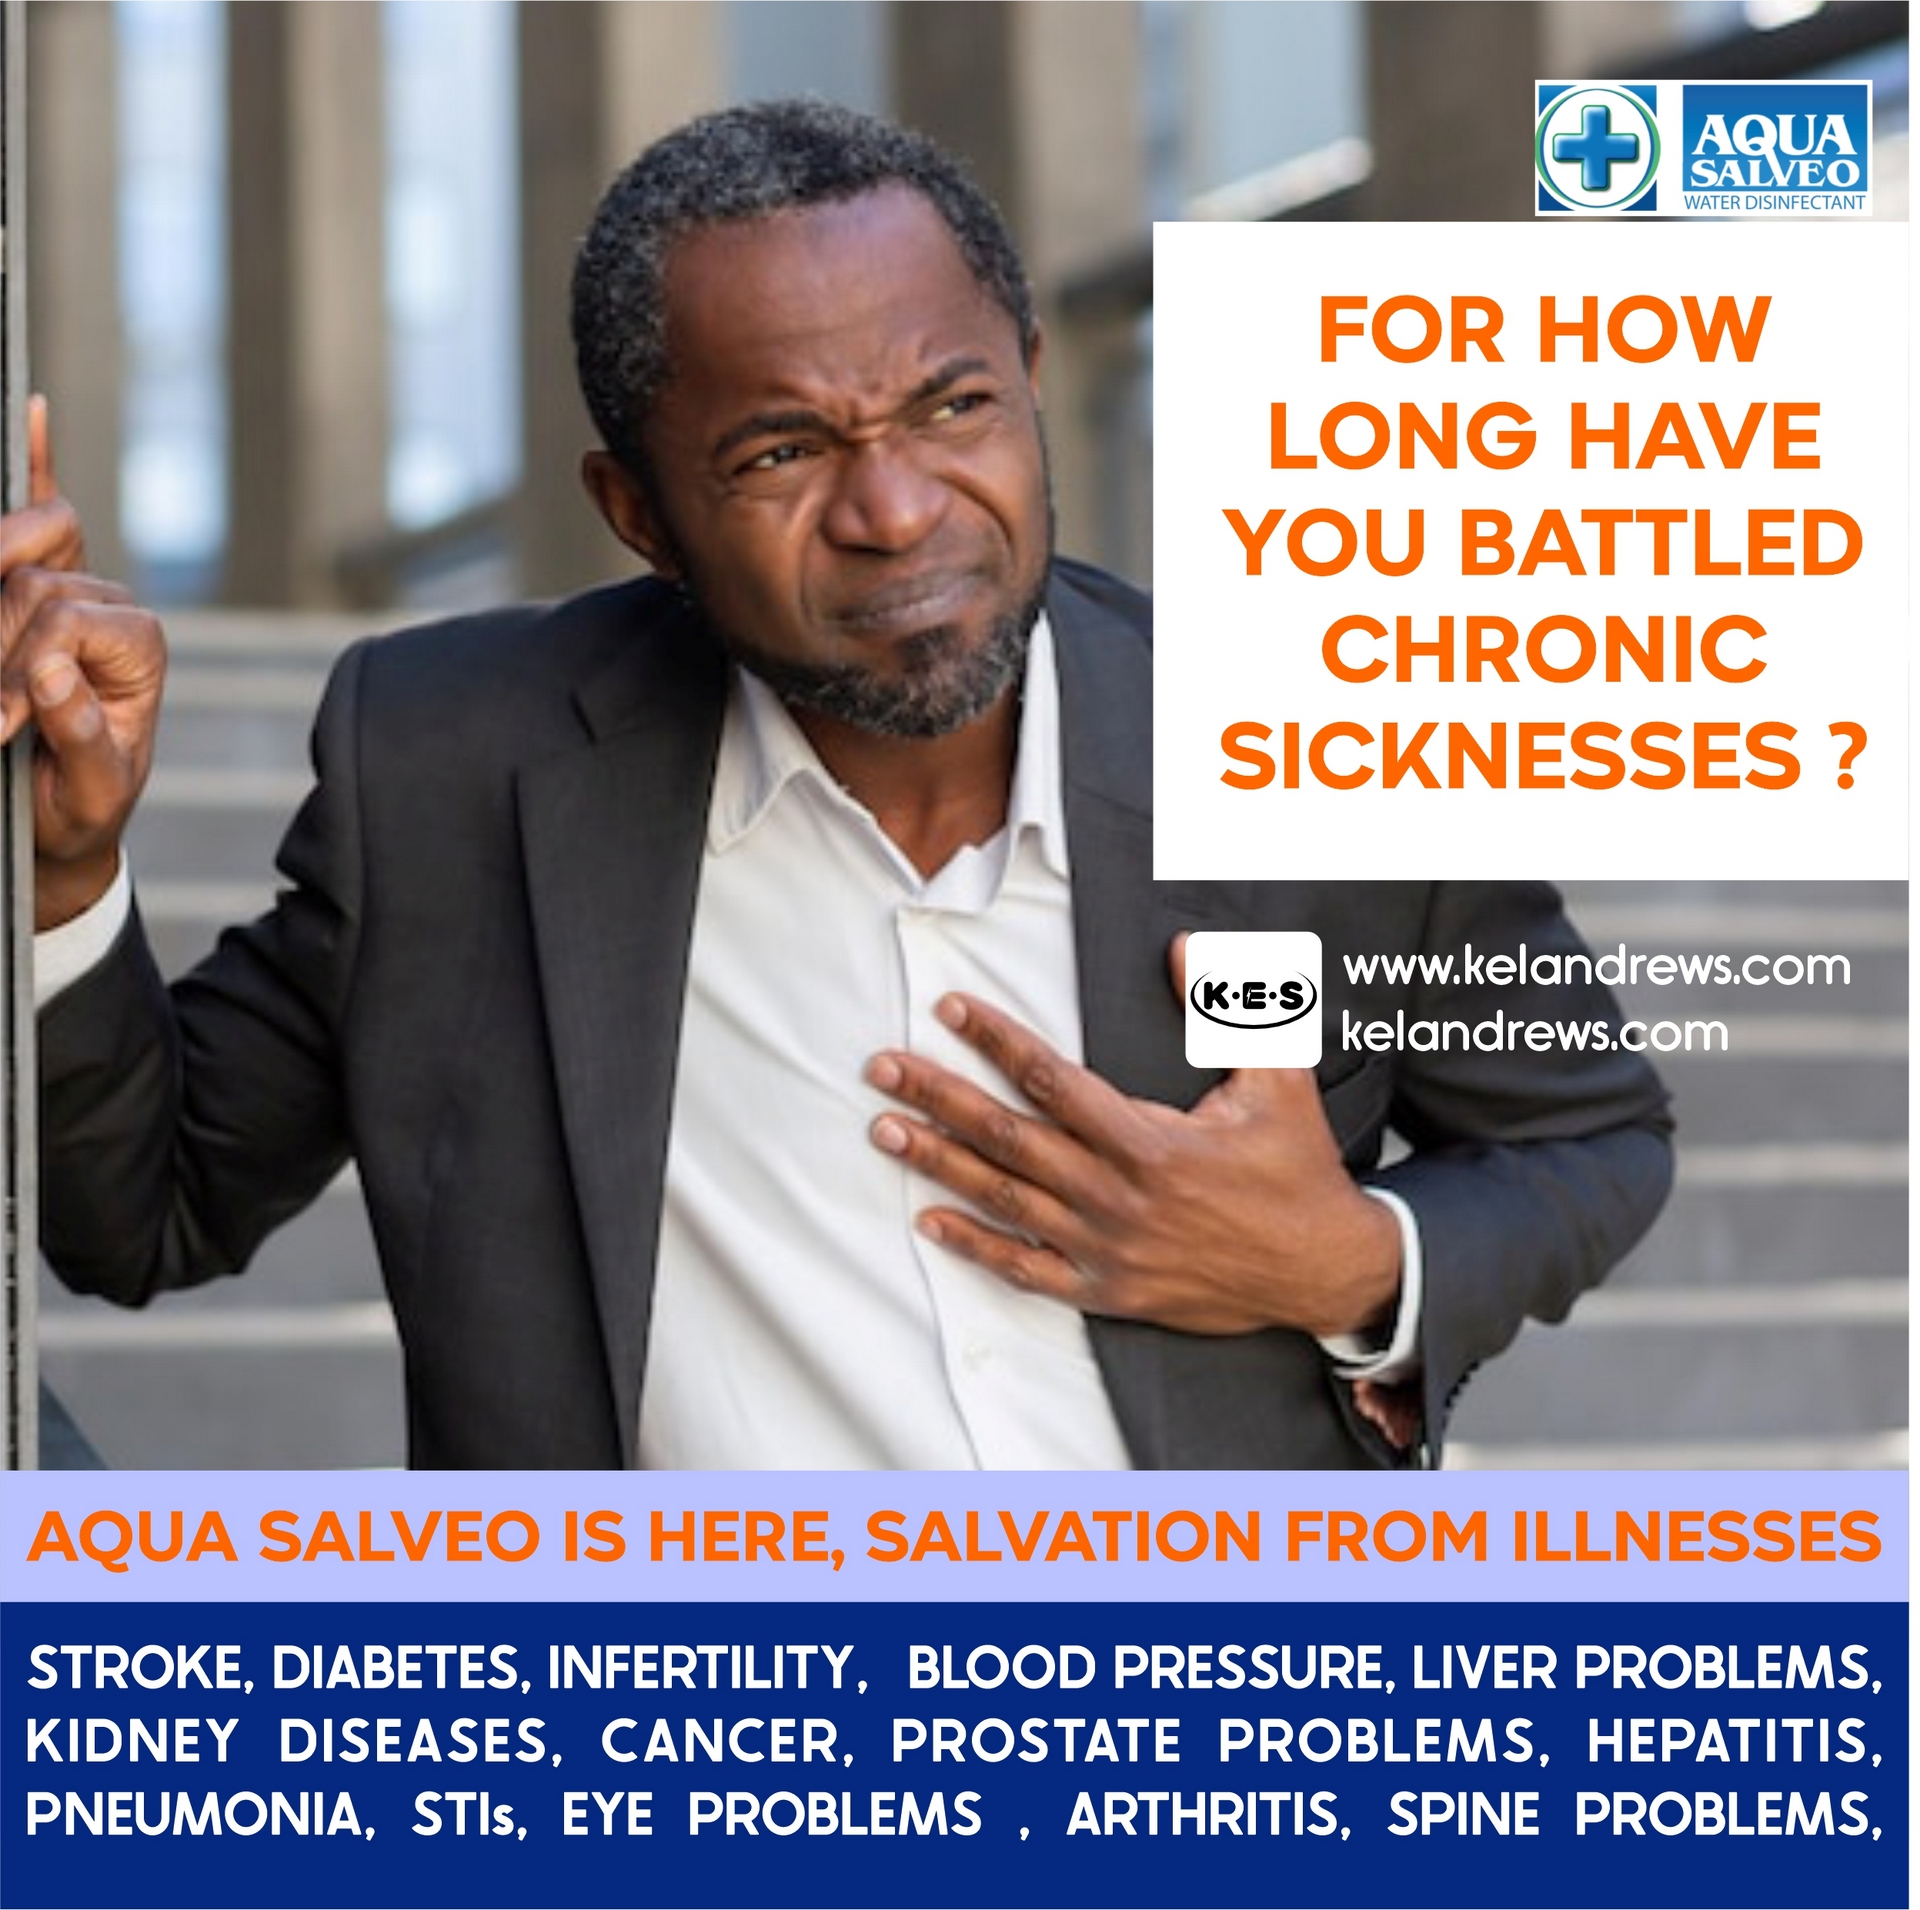 AQUA
SALVEO
WATER DISINFECTANT
FOR HOW
LONG HAVE
YOU BATTLED
CHRONIC
SICKNESSES ?
K·E·S
www.kelandrews.com
kelandrews.com
AQUA SALVEO IS HERE, SALVATION FROM ILLNESSES
STROKE, DIABETES, INFERTILITY, BLOOD PRESSURE, LIVER PROBLEMS,
KIDNEY DISEASES, CANCER, PROSTATE PROBLEMS, HEPATITIS,
PNEUMONIA, STIs, EYE PROBLEMS , ARTHRITIS, SPINE PROBLEMS,